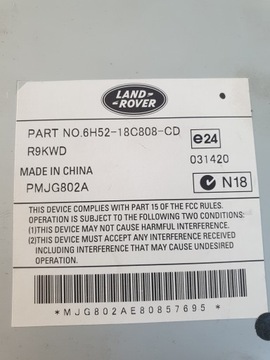 LAND-
-ROVER
PART NO.6H52-18C808-CD
e24
R9KWD
031420
MADE IN CHINA
PMJG802A
N18
THIS DEVICE COMPLIES WITH PART 15 OF THE FCC RULES.
OPERATION IS SUBJECT TO THE FOLLOWING TWO CONDITIONS:
(1)THIS DEVICE MAY NOT CAUSE HARMFUL INTERFERENCE, AND
(2)THIS DEVICE MUST ACCEPT ANY INTERFERENCE RECEIVED
INCLUDING INTERFERENCE THAT MAY CAUSE UNDESIRED
OPERATION.
*MJG802AE80857695*